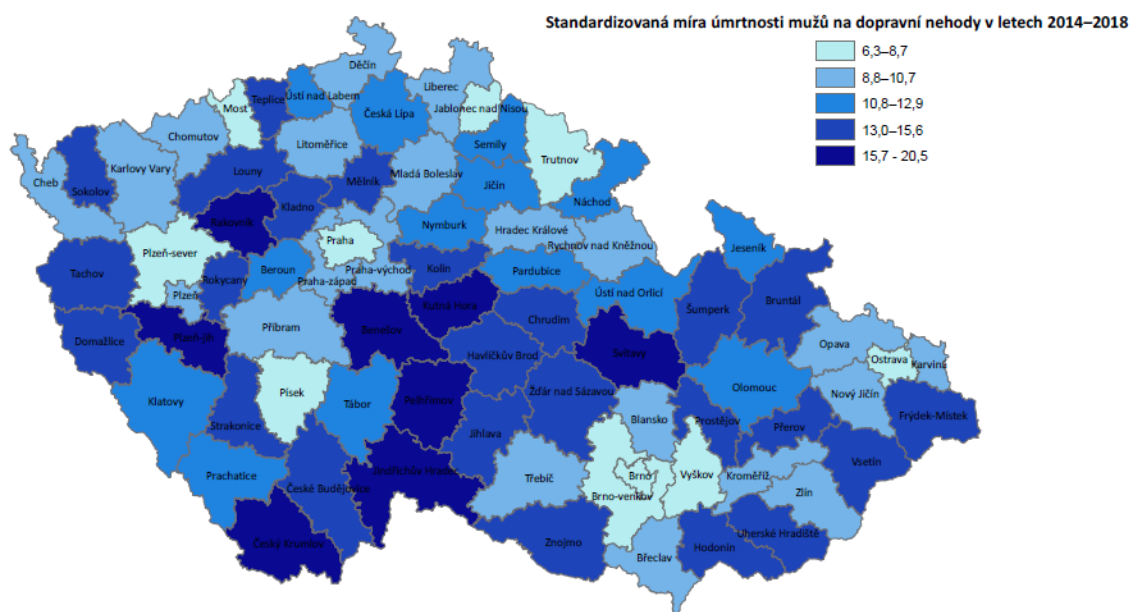 Standardizovaná míra úmrtnosti mužů na dopravní nehody v letech 2014–2018
6,3–8,7
8,8–10,7
10,8–12,9
13,0–15,6
15,7 - 20,5
Děčín
Liberec
Most
Teplice
Ústí nad Labem
Jablonec nad Nisou
Česká Lípa
Chomutov
Litoměřice
Semily
Trutnov
Karlovy Vary
Cheb
Sokolov
Louny
Mělník
Mladá Boleslav
Jičín
Náchod
Kladno
Rakovník
Nymburk
Hradec Králové
Rychnov nad Kněžnou
Praha
Plzeň-sever
Jeseník
Tachov
Rokycany
Beroun
Praha-východ
Praha-západ
Kolín
Pardubice
Plzeň
Ústí nad Orlicí
Šumperk
Bruntál
Kutná Hora
Chrudim
Příbram
Benešov
Plzeň-jih
Domažlice
Havlíčkův Brod
Svitavy
Opava
Ostrava
Karviná
Klatovy
Písek
Tábor
Pelhřimov
Žďár nad Sázavou
Olomouc
Nový Jičín
Frýdek-Místek
Strakonice
Jihlava
Blansko
Prostějov
Přerov
Vsetín
Prachatice
České Budějovice
Jindřichův Hradec
Třebíč
Brno
Brno-venkov
Vyškov
Kroměříž
Zlín
Český Krumlov
Znojmo
Břeclav
Hodonín
Uherské Hradiště